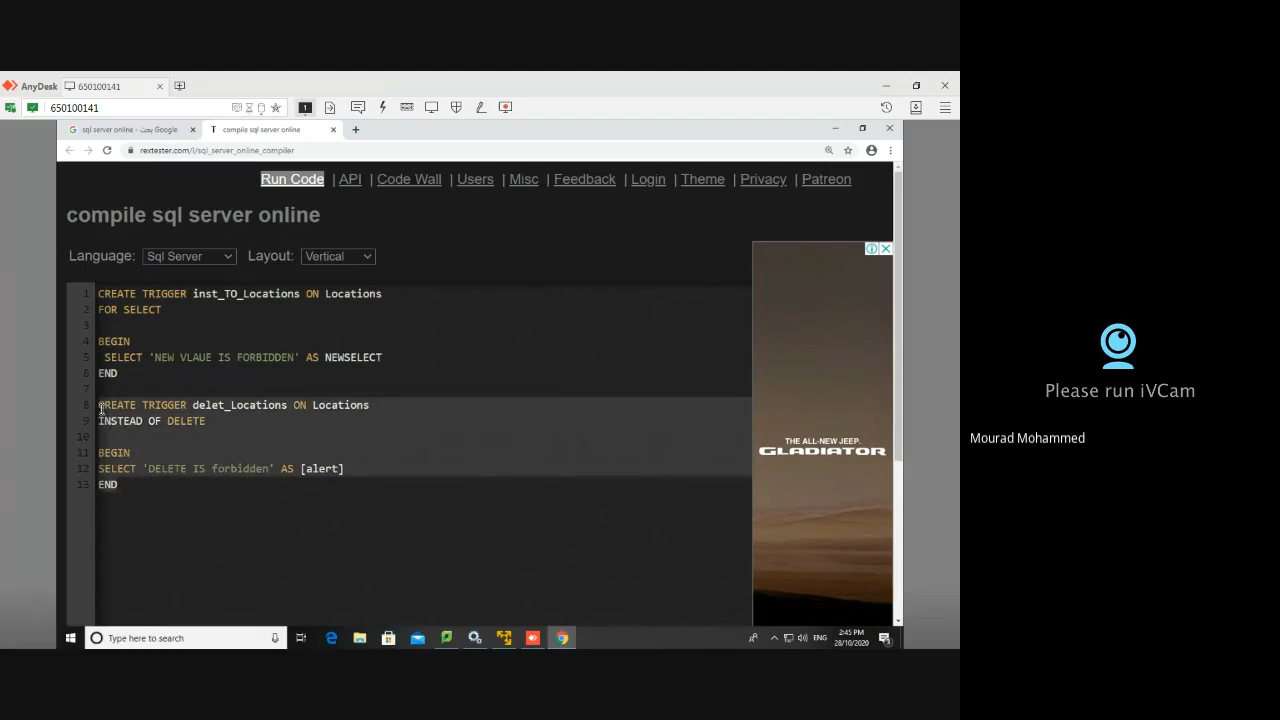 AnyDesk
650100141
650100141
1
sql server online - بحث Google
compile sql server online
rextester.com/l/sql_server_online_compiler
Run Code | API | Code Wall | Users | Misc | Feedback | Login | Theme | Privacy | Patreon
compile sql server online
Language: Sql Server Layout: Vertical
1 CREATE TRIGGER inst_TO_Locations ON Locations
2 FOR SELECT
3
4 BEGIN
5 SELECT 'NEW VLAUE IS FORBIDDEN' AS NEWSELECT
6 END
7
8 CREATE TRIGGER delet_Locations ON Locations
9 INSTEAD OF DELETE
10
11 BEGIN
12 SELECT 'DELETE IS forbidden' AS [alert]
13 END
THE ALL-NEW JEEP.
GLADIATOR
Type here to search
ENG
2:45 PM
28/10/2020
Please run iVCam
Mourad Mohammed